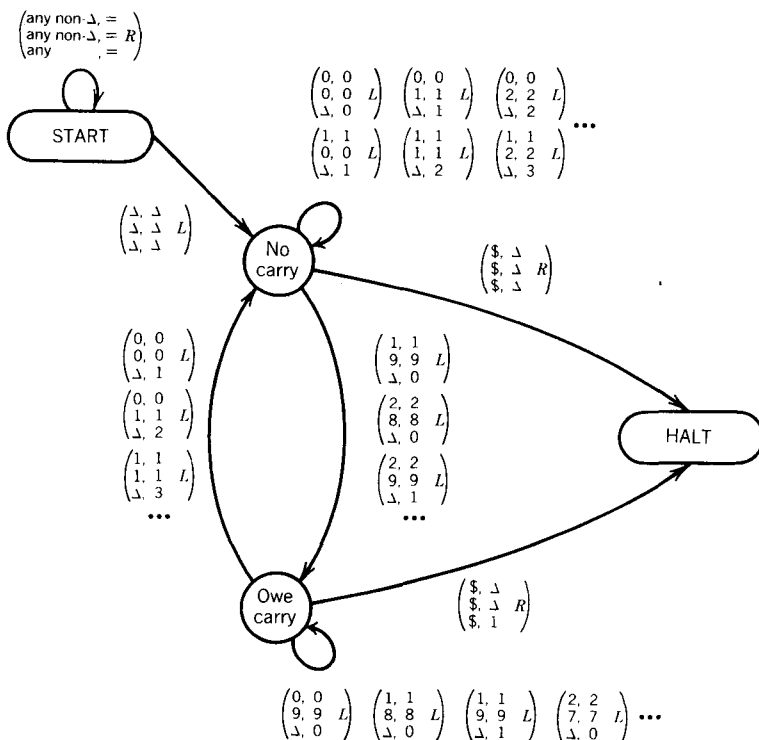 any non-Δ, =
any non-Δ, = R
any , =
START
0, 0
0, 0 L
Δ, 0
0, 0
1, 1 L
Δ, 1
0, 0
2, 2 L
Δ, 2
1, 1
0, 0 L
Δ, 1
1, 1
1, 1 L
Δ, 2
1, 1
2, 2 L
Δ, 3
•••
Δ, Δ
Δ, Δ L
Δ, Δ
No
carry
$, Δ
$, Δ R
$, Δ
0, 0
0, 0 L
Δ, 1
0, 0
1, 1 L
Δ, 2
1, 1
1, 1 L
Δ, 3
•••
1, 1
9, 9 L
Δ, 0
2, 2
8, 8 L
Δ, 0
2, 2
9, 9 L
Δ, 1
•••
HALT
Owe
carry
$, Δ
$, Δ R
$, 1
0, 0
9, 9 L
Δ, 0
1, 1
8, 8 L
Δ, 0
1, 1
9, 9 L
Δ, 1
2, 2
7, 7 L
Δ, 0
•••